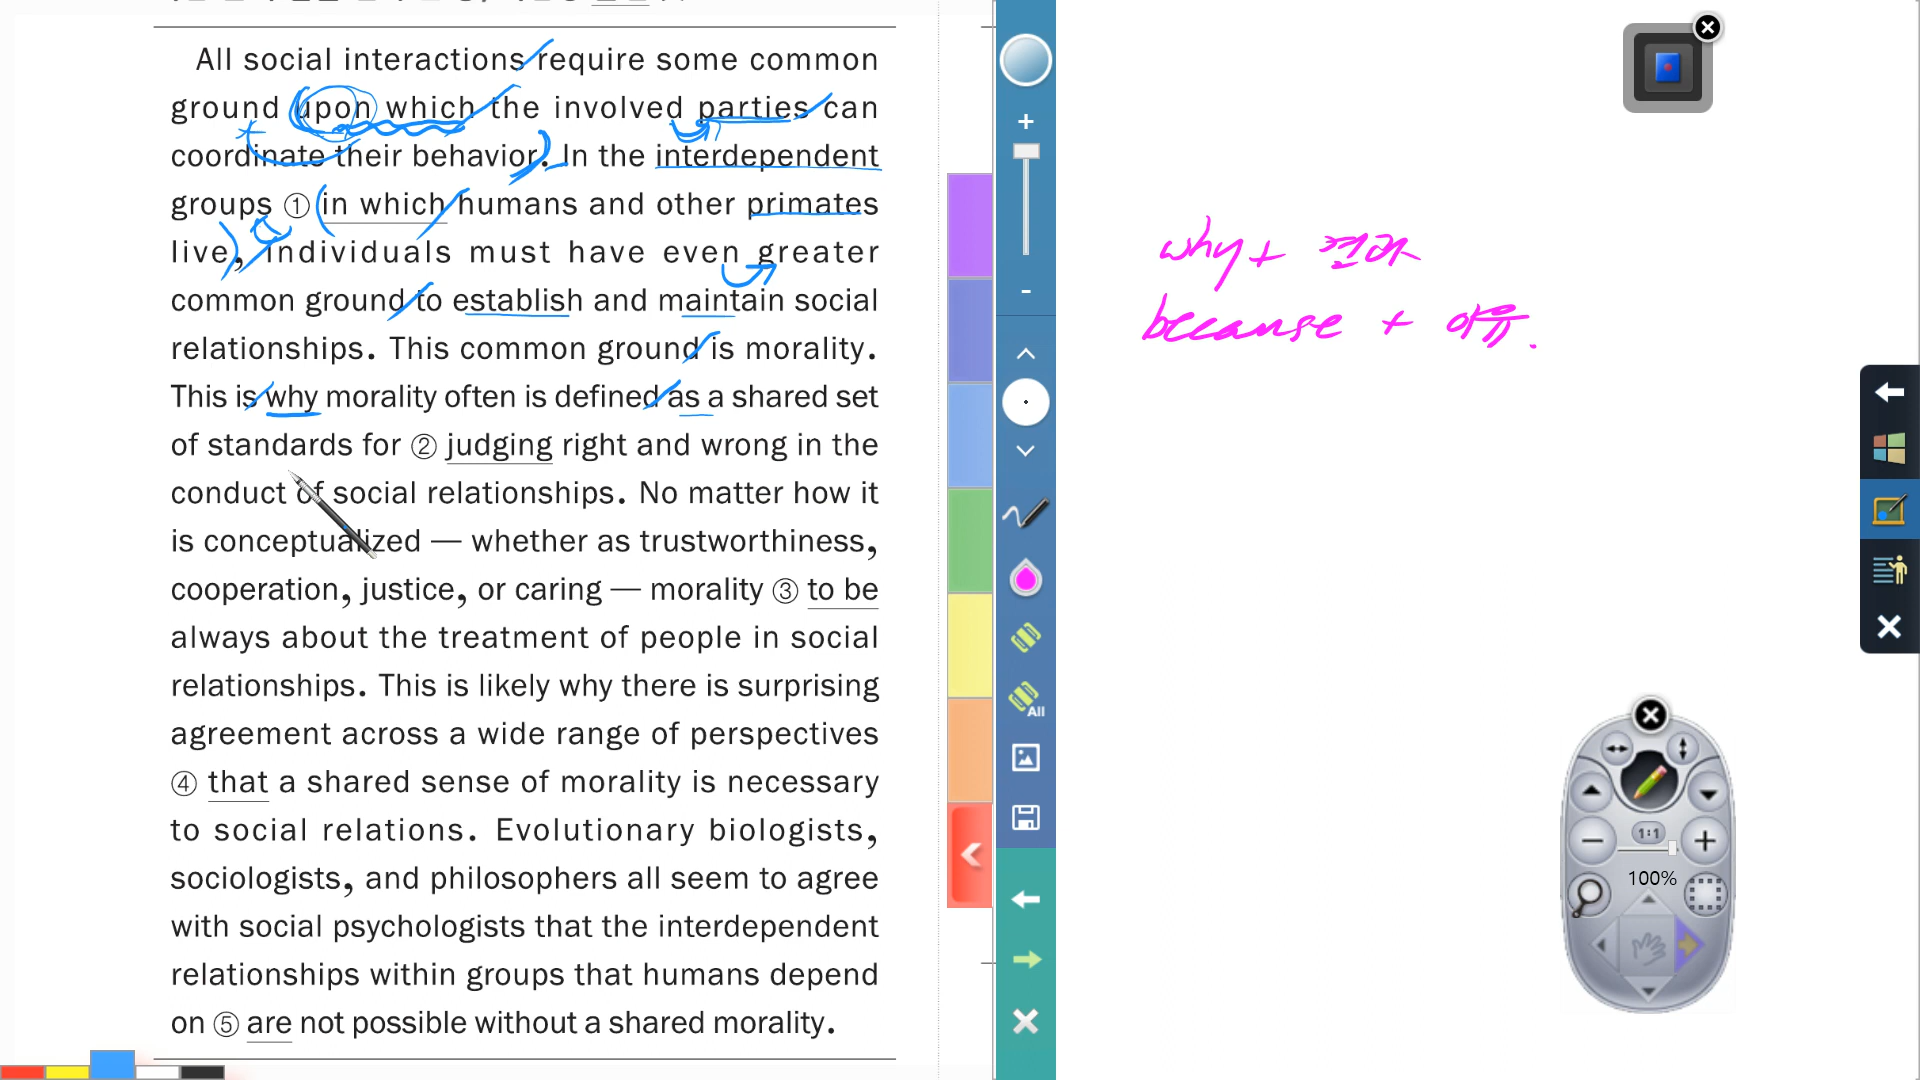 All social interactions require some common
ground upon which the involved parties can
coordinate their behavior. In the interdependent
groups ① in which humans and other primates
live, individuals must have even greater
common ground to establish and maintain social
relationships. This common ground is morality.
This is why morality often is defined as a shared set
of standards for ② judging right and wrong in the
conduct of social relationships. No matter how it
is conceptualized — whether as trustworthiness,
cooperation, justice, or caring — morality ③ to be
always about the treatment of people in social
relationships. This is likely why there is surprising
agreement across a wide range of perspectives
④ that a shared sense of morality is necessary
to social relations. Evolutionary biologists,
sociologists, and philosophers all seem to agree
with social psychologists that the interdependent
relationships within groups that humans depend
on ⑤ are not possible without a shared morality.
why + 결과
because + 이유.
All
1:1
100%